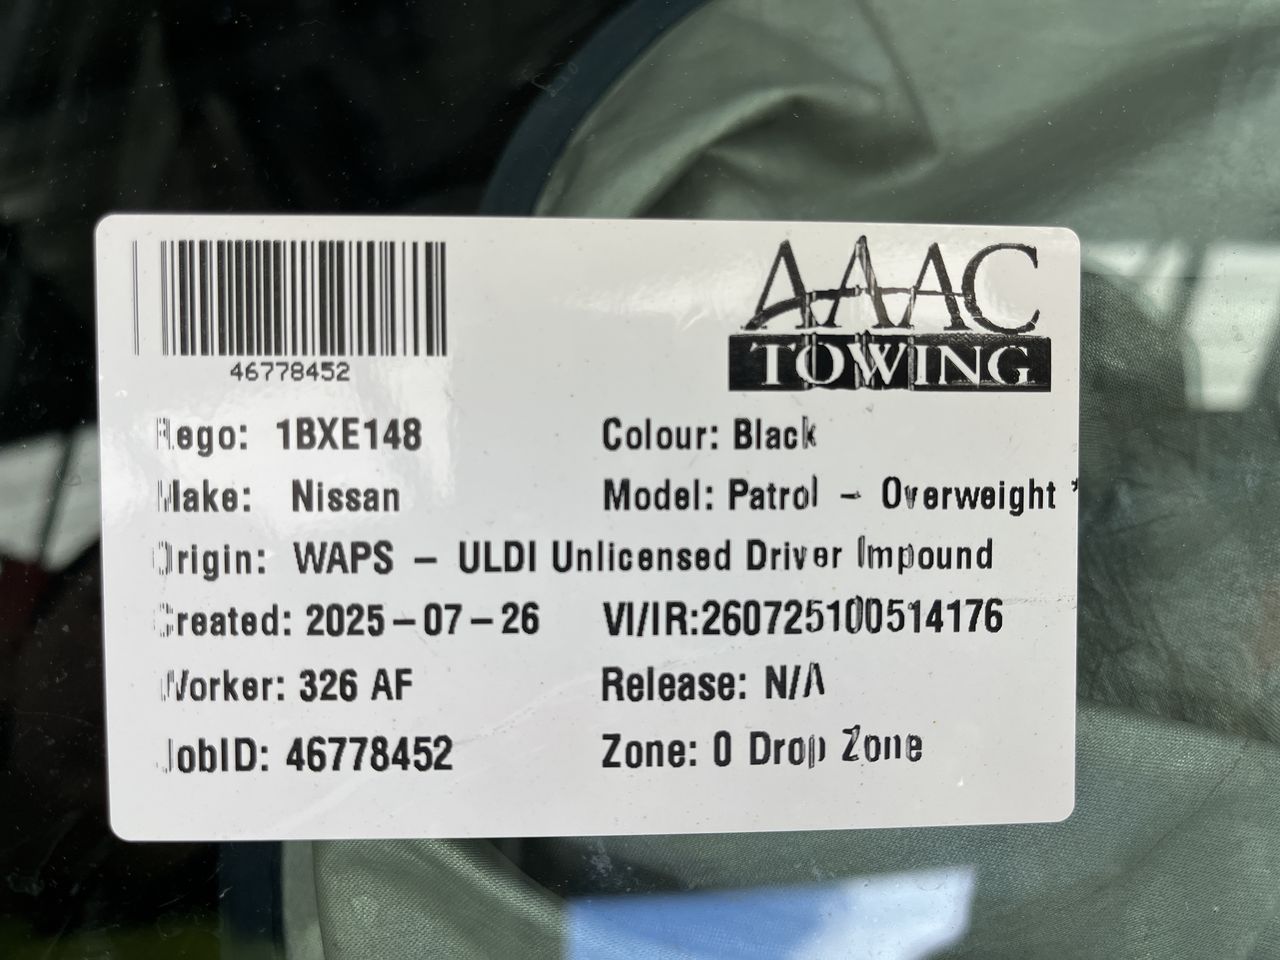 46778452
AAAC
TOWING
Rego: 1BXE148
Colour: Black
Make: Nissan
Model: Patrol - Overweight *
Origin: WAPS - ULDI Unlicensed Driver Impound
Created: 2025-07-26
VI/IR:260725100514176
Worker: 326 AF
Release: N/A
JobID: 46778452
Zone: 0 Drop Zone